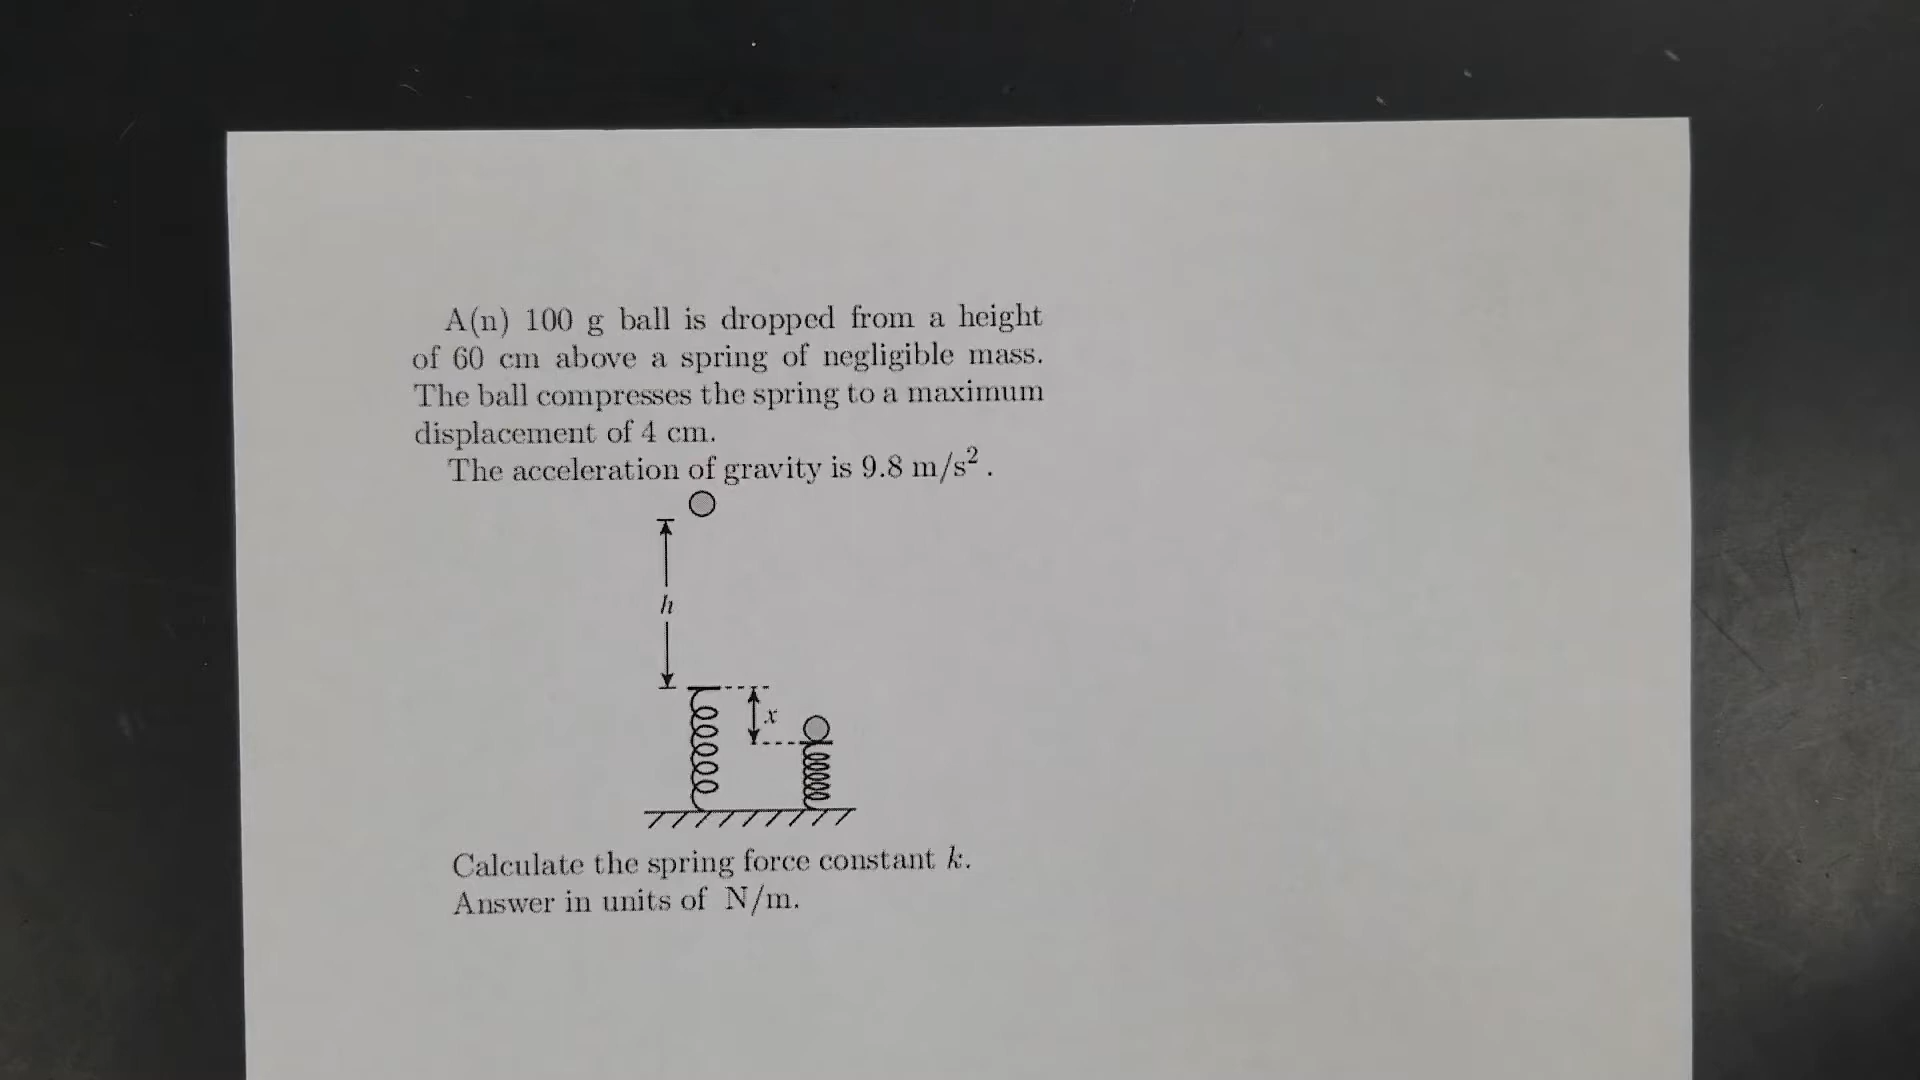 A(n) 100 g ball is dropped from a height
of 60 cm above a spring of negligible mass.
The ball compresses the spring to a maximum
displacement of 4 cm.
The acceleration of gravity is 9.8 m/s².
h
x
Calculate the spring force constant k.
Answer in units of N/m.